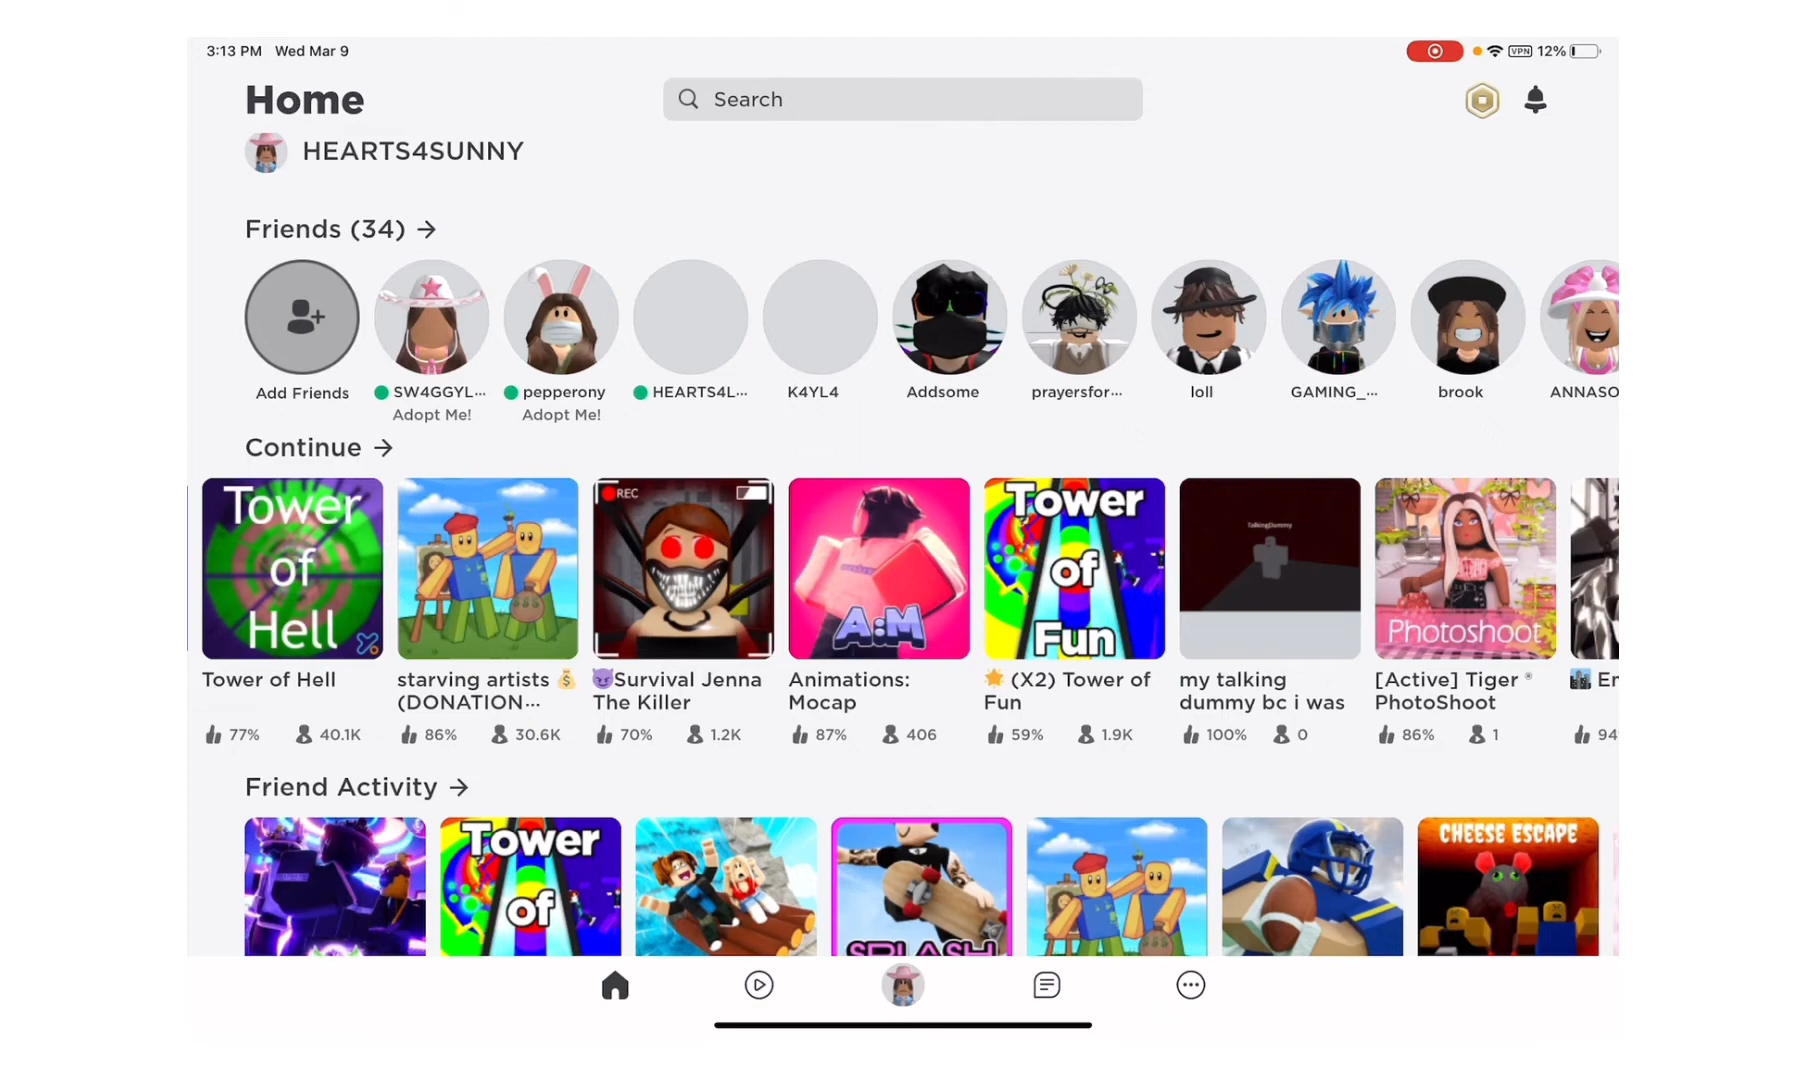 3:13 PM Wed Mar 9
VPN 12%
Home
Search
HEARTS4SUNNY
Friends (34)
Add Friends
SW4GGYL...
Adopt Me!
pepperony
Adopt Me!
HEARTS4L...
K4YL4
Addsome
prayersfor...
loll
GAMING_...
brook
ANNASO
Continue
Tower
of
Hell
REC
A:M
Tower
of
Fun
TalkingDummy
Photoshoot
Tower of Hell
77% 40.1K
starving artists
(DONATION...
86% 30.6K
Survival Jenna
The Killer
70% 1.2K
Animations:
Mocap
87% 406
(X2) Tower of
Fun
59% 1.9K
my talking
dummy bc i was
100% 0
[Active] Tiger
PhotoShoot
86% 1
Er
94
Friend Activity
Tower
of
SPLASH
CHEESE ESCAPE